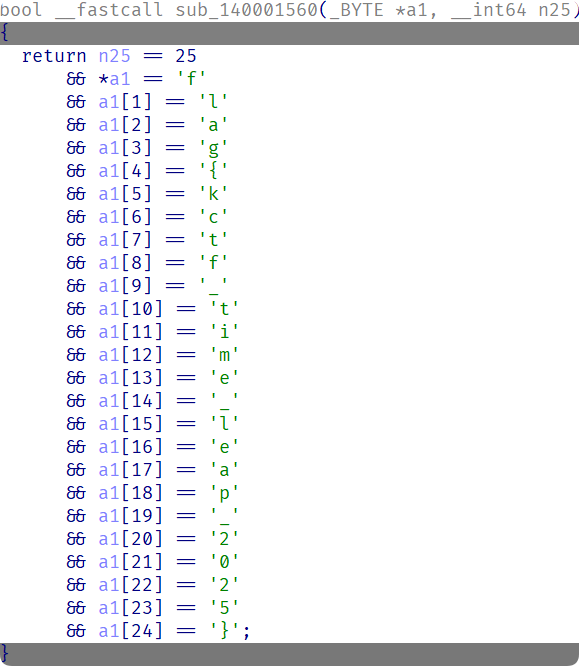 bool __fastcall sub_140001560(_BYTE *a1, __int64 n25)
{
  return n25 == 25
      && *a1 == 'f'
      && a1[1] == 'l'
      && a1[2] == 'a'
      && a1[3] == 'g'
      && a1[4] == '{'
      && a1[5] == 'k'
      && a1[6] == 'c'
      && a1[7] == 't'
      && a1[8] == 'f'
      && a1[9] == '_'
      && a1[10] == 't'
      && a1[11] == 'i'
      && a1[12] == 'm'
      && a1[13] == 'e'
      && a1[14] == '_'
      && a1[15] == 'l'
      && a1[16] == 'e'
      && a1[17] == 'a'
      && a1[18] == 'p'
      && a1[19] == '_'
      && a1[20] == '2'
      && a1[21] == '0'
      && a1[22] == '2'
      && a1[23] == '5'
      && a1[24] == '}';
}